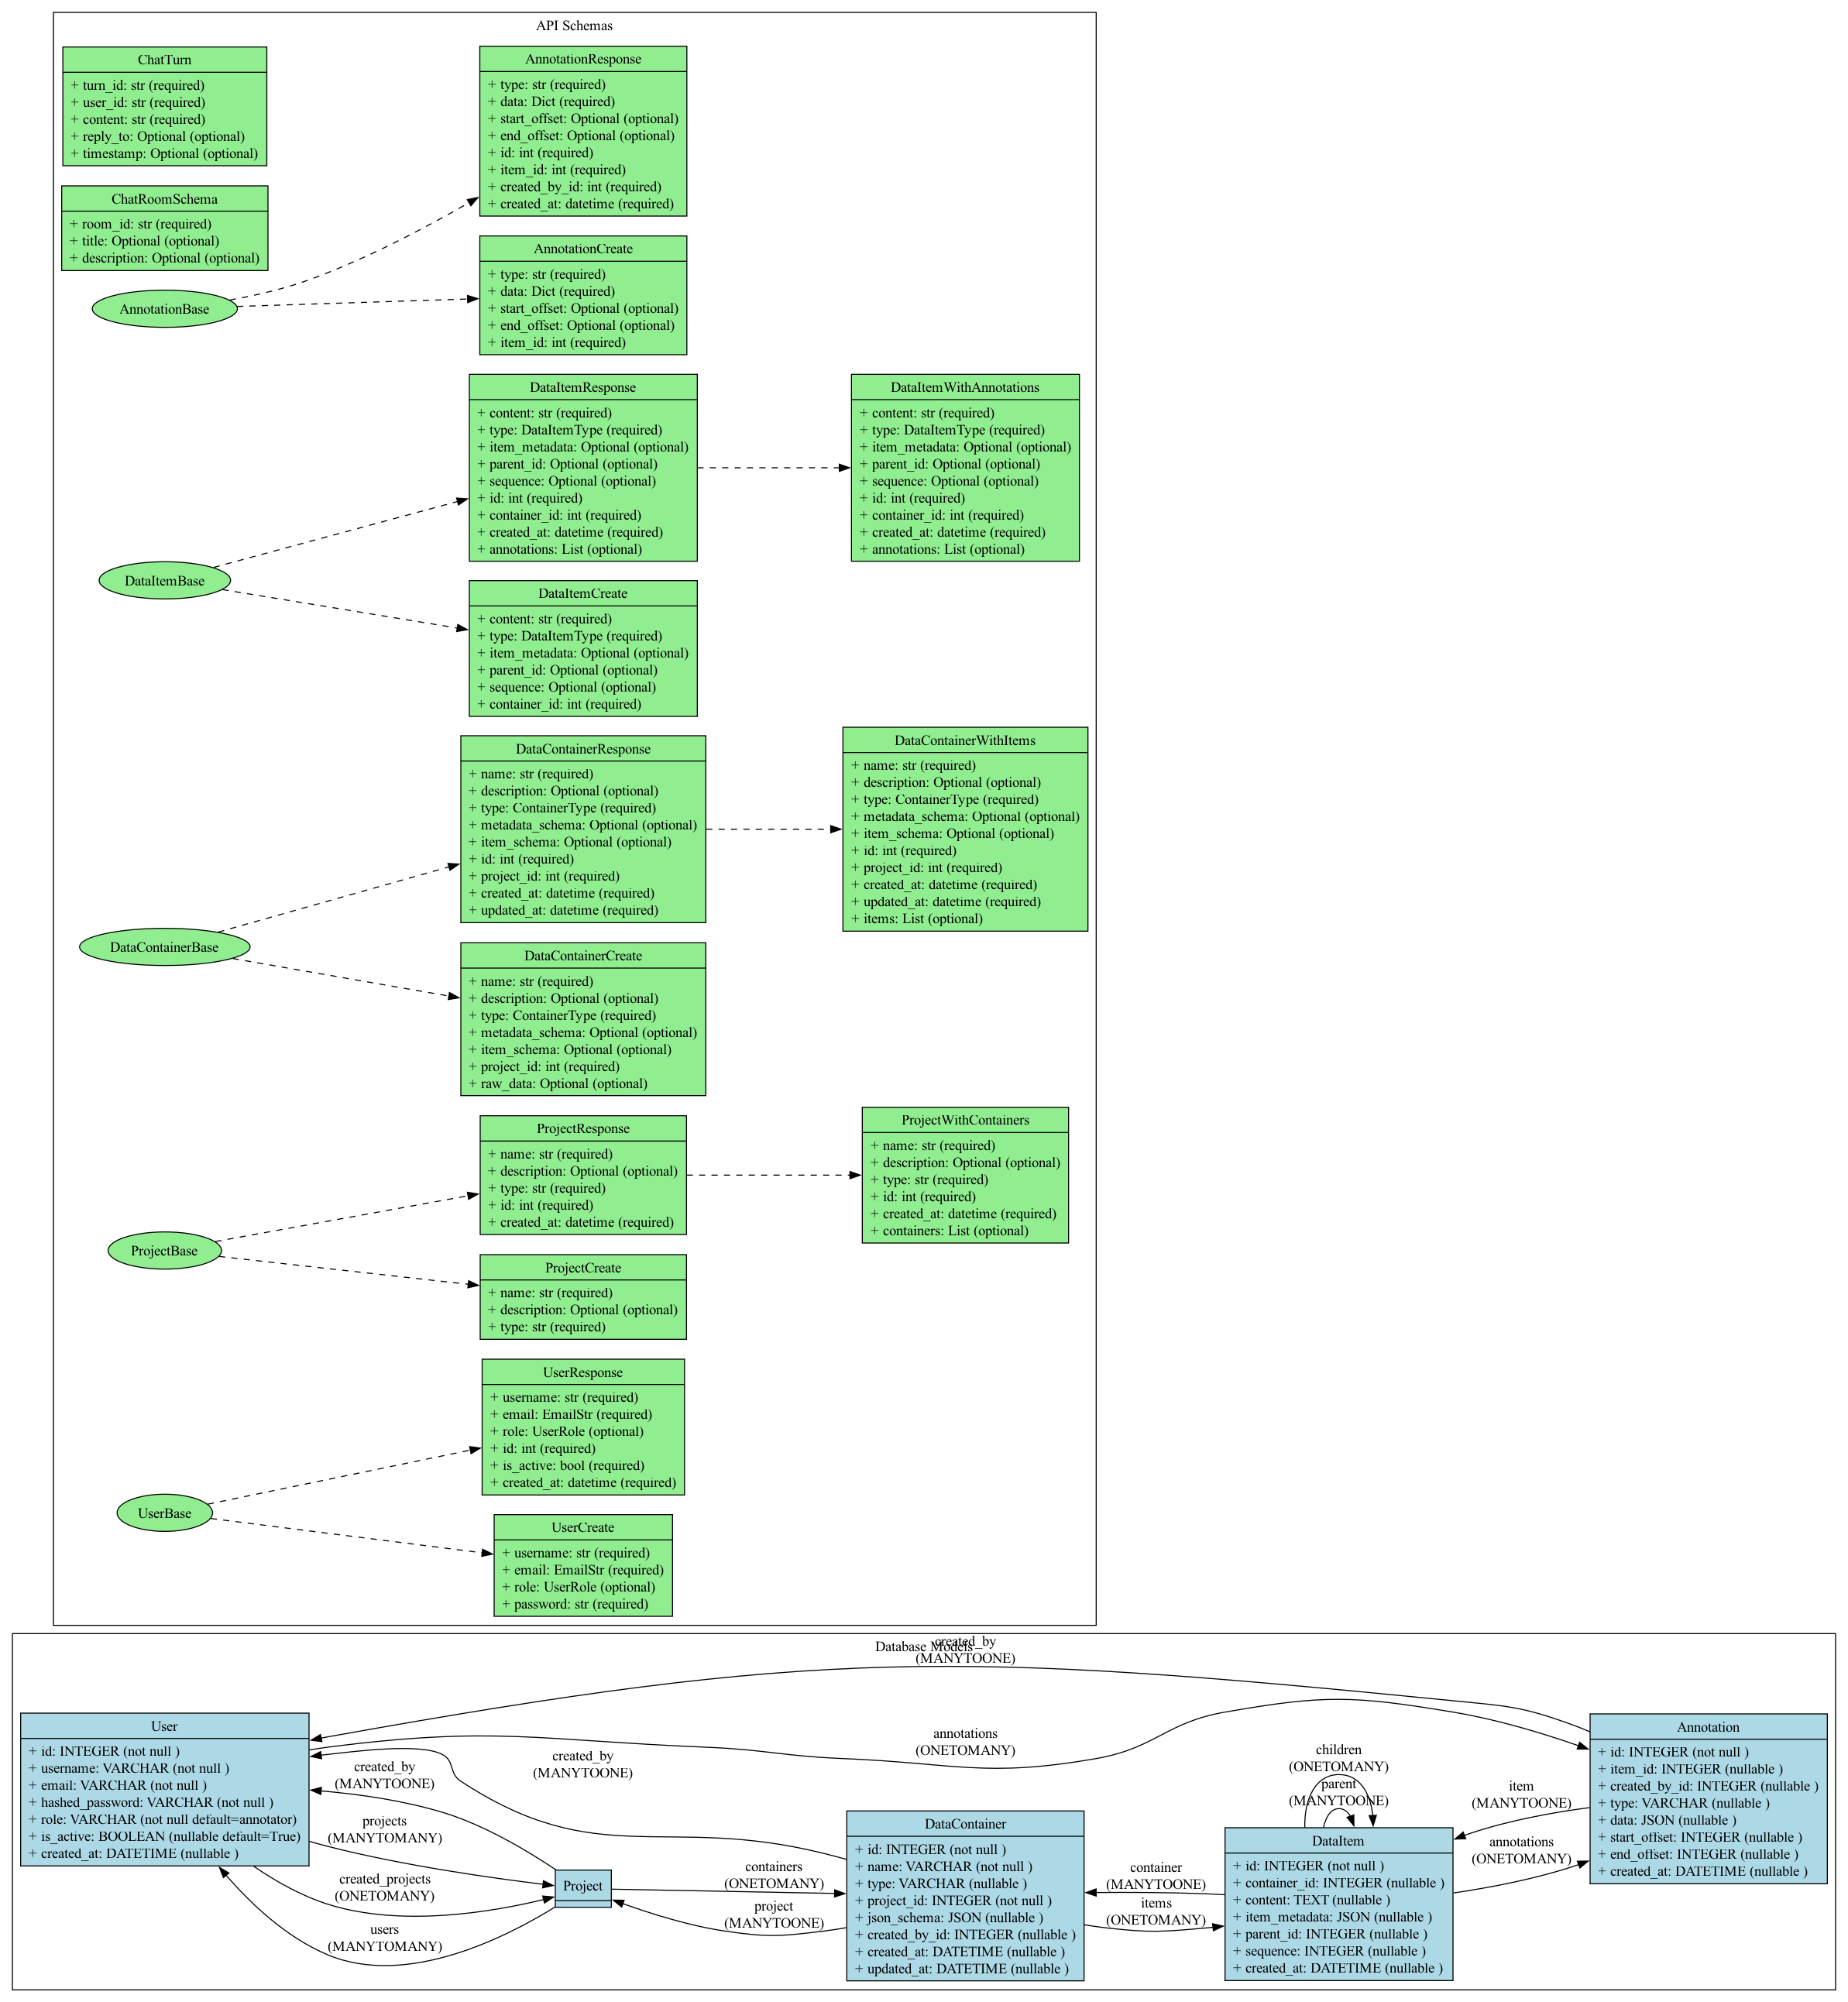 API Schemas
ChatTurn
+ turn_id: str (required)
+ user_id: str (required)
+ content: str (required)
+ reply_to: Optional (optional)
+ timestamp: Optional (optional)
ChatRoomSchema
+ room_id: str (required)
+ title: Optional (optional)
+ description: Optional (optional)
AnnotationBase
AnnotationResponse
+ type: str (required)
+ data: Dict (required)
+ start_offset: Optional (optional)
+ end_offset: Optional (optional)
+ id: int (required)
+ item_id: int (required)
+ created_by_id: int (required)
+ created_at: datetime (required)
AnnotationCreate
+ type: str (required)
+ data: Dict (required)
+ start_offset: Optional (optional)
+ end_offset: Optional (optional)
+ item_id: int (required)
DataItemBase
DataItemResponse
+ content: str (required)
+ type: DataItemType (required)
+ item_metadata: Optional (optional)
+ parent_id: Optional (optional)
+ sequence: Optional (optional)
+ id: int (required)
+ container_id: int (required)
+ created_at: datetime (required)
+ annotations: List (optional)
DataItemWithAnnotations
+ content: str (required)
+ type: DataItemType (required)
+ item_metadata: Optional (optional)
+ parent_id: Optional (optional)
+ sequence: Optional (optional)
+ id: int (required)
+ container_id: int (required)
+ created_at: datetime (required)
+ annotations: List (optional)
DataItemCreate
+ content: str (required)
+ type: DataItemType (required)
+ item_metadata: Optional (optional)
+ parent_id: Optional (optional)
+ sequence: Optional (optional)
+ container_id: int (required)
DataContainerBase
DataContainerResponse
+ name: str (required)
+ description: Optional (optional)
+ type: ContainerType (required)
+ metadata_schema: Optional (optional)
+ item_schema: Optional (optional)
+ id: int (required)
+ project_id: int (required)
+ created_at: datetime (required)
+ updated_at: datetime (required)
DataContainerWithItems
+ name: str (required)
+ description: Optional (optional)
+ type: ContainerType (required)
+ metadata_schema: Optional (optional)
+ item_schema: Optional (optional)
+ id: int (required)
+ project_id: int (required)
+ created_at: datetime (required)
+ updated_at: datetime (required)
+ items: List (optional)
DataContainerCreate
+ name: str (required)
+ description: Optional (optional)
+ type: ContainerType (required)
+ metadata_schema: Optional (optional)
+ item_schema: Optional (optional)
+ project_id: int (required)
+ raw_data: Optional (optional)
ProjectBase
ProjectResponse
+ name: str (required)
+ description: Optional (optional)
+ type: str (required)
+ id: int (required)
+ created_at: datetime (required)
ProjectWithContainers
+ name: str (required)
+ description: Optional (optional)
+ type: str (required)
+ id: int (required)
+ created_at: datetime (required)
+ containers: List (optional)
ProjectCreate
+ name: str (required)
+ description: Optional (optional)
+ type: str (required)
UserBase
UserResponse
+ username: str (required)
+ email: EmailStr (required)
+ role: UserRole (optional)
+ id: int (required)
+ is_active: bool (required)
+ created_at: datetime (required)
UserCreate
+ username: str (required)
+ email: EmailStr (required)
+ role: UserRole (optional)
+ password: str (required)
Database Models
created_by
(MANYTOONE)
User
+ id: INTEGER (not null )
+ username: VARCHAR (not null )
+ email: VARCHAR (not null )
+ hashed_password: VARCHAR (not null )
+ role: VARCHAR (not null default=annotator)
+ is_active: BOOLEAN (nullable default=True)
+ created_at: DATETIME (nullable )
created_by
(MANYTOONE)
projects
(MANYTOMANY)
created_projects
(ONETOMANY)
users
(MANYTOMANY)
created_by
(MANYTOONE)
Project
annotations
(ONETOMANY)
containers
(ONETOMANY)
project
(MANYTOONE)
DataContainer
+ id: INTEGER (not null )
+ name: VARCHAR (not null )
+ type: VARCHAR (nullable )
+ project_id: INTEGER (not null )
+ json_schema: JSON (nullable )
+ created_by_id: INTEGER (nullable )
+ created_at: DATETIME (nullable )
+ updated_at: DATETIME (nullable )
container
(MANYTOONE)
items
(ONETOMANY)
children
(ONETOMANY)
parent
(MANYTOONE)
DataItem
+ id: INTEGER (not null )
+ container_id: INTEGER (nullable )
+ content: TEXT (nullable )
+ item_metadata: JSON (nullable )
+ parent_id: INTEGER (nullable )
+ sequence: INTEGER (nullable )
+ created_at: DATETIME (nullable )
item
(MANYTOONE)
annotations
(ONETOMANY)
Annotation
+ id: INTEGER (not null )
+ item_id: INTEGER (nullable )
+ created_by_id: INTEGER (nullable )
+ type: VARCHAR (nullable )
+ data: JSON (nullable )
+ start_offset: INTEGER (nullable )
+ end_offset: INTEGER (nullable )
+ created_at: DATETIME (nullable )